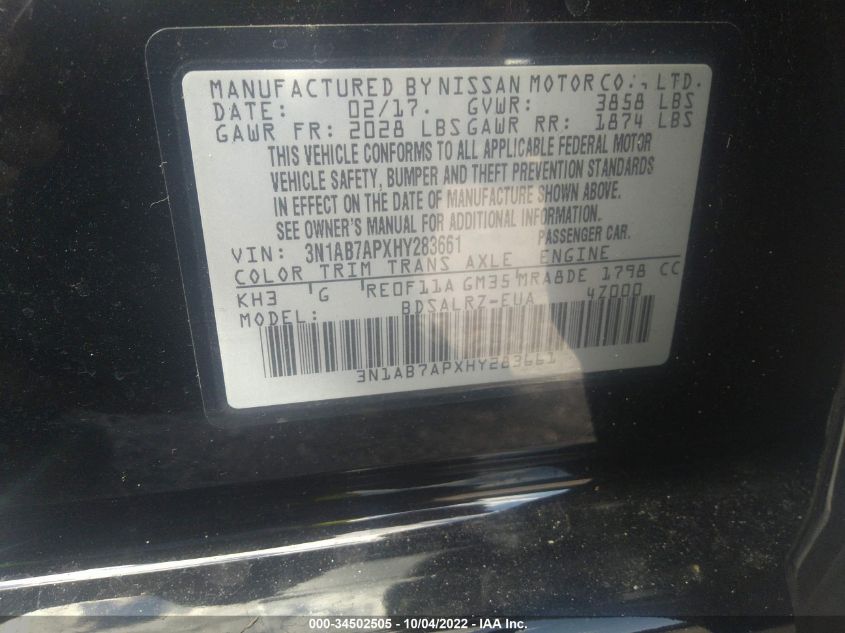 MANUFACTURED BY NISSAN MOTOR CO., LTD.
DATE: 02/17. GVWR: 3858 LBS
GAWR FR: 2028 LBS GAWR RR: 1874 LBS
THIS VEHICLE CONFORMS TO ALL APPLICABLE FEDERAL MOTOR
VEHICLE SAFETY, BUMPER AND THEFT PREVENTION STANDARDS
IN EFFECT ON THE DATE OF MANUFACTURE SHOWN ABOVE.
SEE OWNER'S MANUAL FOR ADDITIONAL INFORMATION.
VIN: 3N1AB7APXHY283661 PASSENGER CAR.
COLOR TRIM TRANS AXLE ENGINE
KH3 G RE0F11A GM35 MRA8DE 1798 CC
MODEL: BDSALRZ-EUA 4Z000
3N1AB7APXHY283661
000-34502505 - 10/04/2022 - IAA Inc.